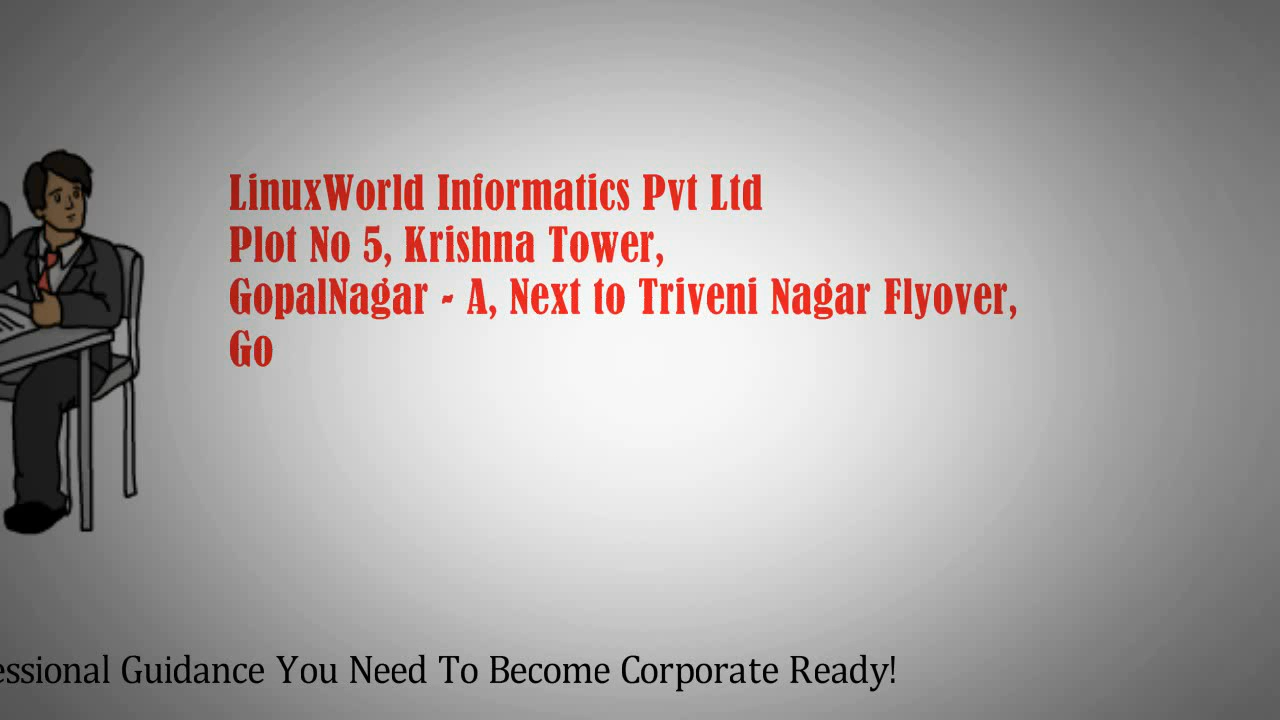 LinuxWorld Informatics Pvt Ltd
Plot No 5, Krishna Tower,
GopalNagar - A, Next to Triveni Nagar Flyover,
Go
essional Guidance You Need To Become Corporate Ready!